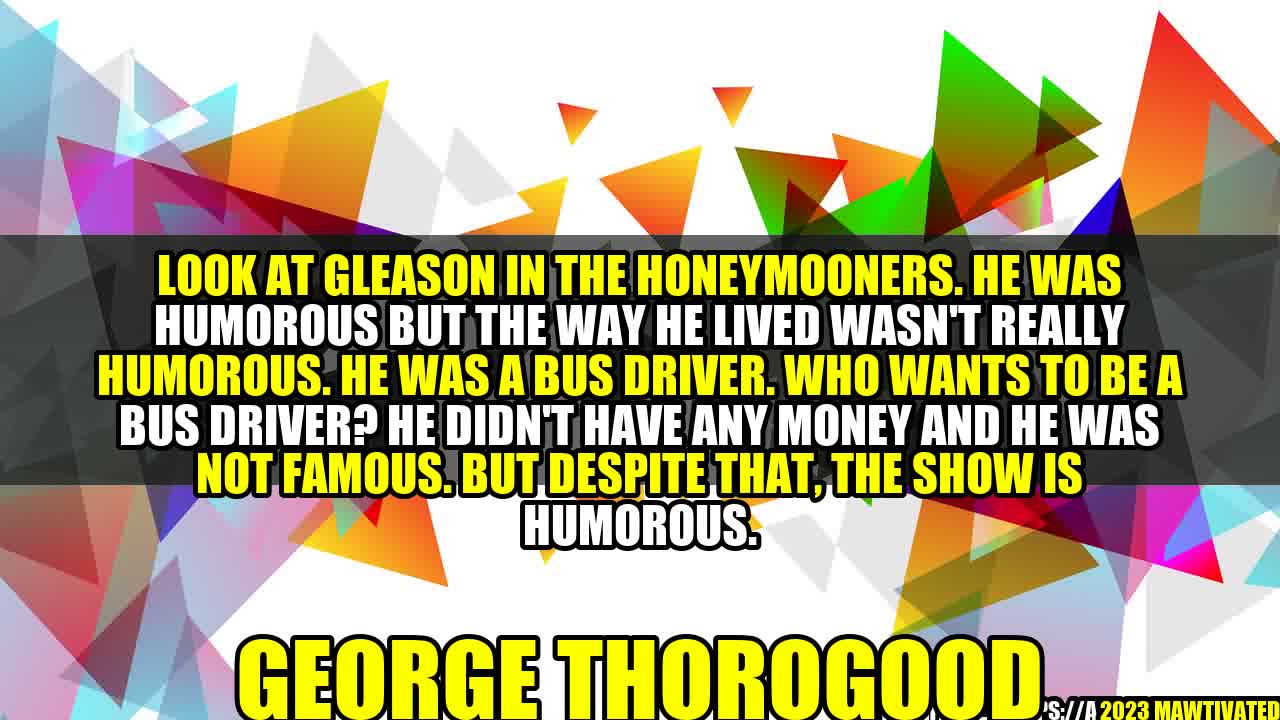 LOOK AT GLEASON IN THE HONEYMOONERS. HE WAS
HUMOROUS BUT THE WAY HE LIVED WASN'T REALLY
HUMOROUS. HE WAS A BUS DRIVER. WHO WANTS TO BE A
BUS DRIVER? HE DIDN'T HAVE ANY MONEY AND HE WAS
NOT FAMOUS. BUT DESPITE THAT, THE SHOW IS
HUMOROUS.
GEORGE THOROGOOD
2023 MAWTIVATED